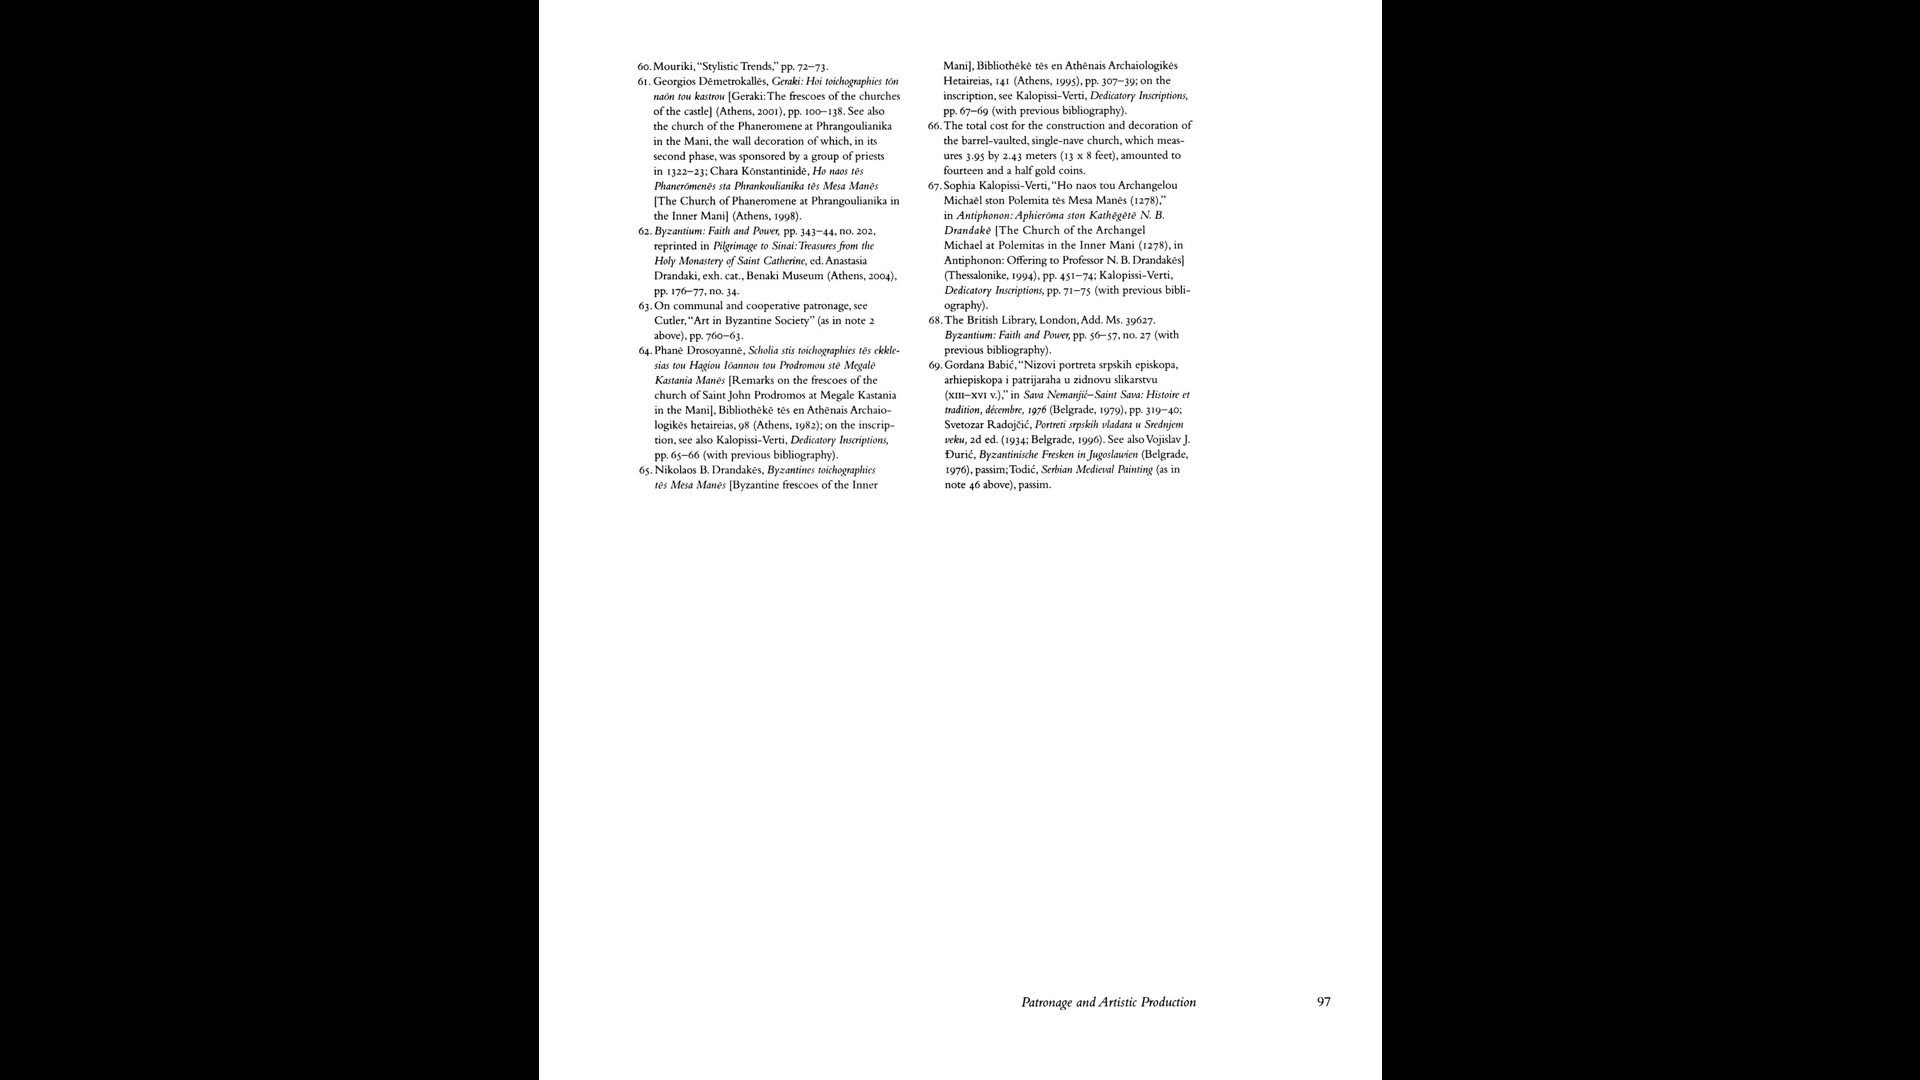 60. Mouriki, “Stylistic Trends,” pp. 72–73.
61. Georgios Dēmetrokallēs, Geraki: Hoi toichographies tōn
naōn tou kastrou [Geraki: The frescoes of the churches
of the castle] (Athens, 2001), pp. 100–138. See also
the church of the Phaneromene at Phrangoulianika
in the Mani, the wall decoration of which, in its
second phase, was sponsored by a group of priests
in 1322–23; Chara Kōnstantinidē, Ho naos tēs
Phanerōmenēs sta Phrankoulianika tēs Mesa Manēs
[The Church of Phaneromene at Phrangoulianika in
the Inner Mani] (Athens, 1998).
62. Byzantium: Faith and Power, pp. 343–44, no. 202,
reprinted in Pilgrimage to Sinai: Treasures from the
Holy Monastery of Saint Catherine, ed. Anastasia
Drandaki, exh. cat., Benaki Museum (Athens, 2004),
pp. 176–77, no. 34.
63. On communal and cooperative patronage, see
Cutler, “Art in Byzantine Society” (as in note 2
above), pp. 760–63.
64. Phanē Drosoyannē, Scholia stis toichographies tēs ekkle-
sias tou Hagiou Iōannou tou Prodromou stē Megalē
Kastania Manēs [Remarks on the frescoes of the
church of Saint John Prodromos at Megale Kastania
in the Mani], Bibliothēkē tēs en Athēnais Archaio-
logikēs hetaireias, 98 (Athens, 1982); on the inscrip-
tion, see also Kalopissi-Verti, Dedicatory Inscriptions,
pp. 65–66 (with previous bibliography).
65. Nikolaos B. Drandakēs, Byzantines toichographies
tēs Mesa Manēs [Byzantine frescoes of the Inner
Mani], Bibliothēkē tēs en Athēnais Archaiologikēs
Hetaireias, 141 (Athens, 1995), pp. 307–39; on the
inscription, see Kalopissi-Verti, Dedicatory Inscriptions,
pp. 67–69 (with previous bibliography).
66. The total cost for the construction and decoration of
the barrel-vaulted, single-nave church, which meas-
ures 3.95 by 2.43 meters (13 x 8 feet), amounted to
fourteen and a half gold coins.
67. Sophia Kalopissi-Verti, “Ho naos tou Archangelou
Michaēl ston Polemita tēs Mesa Manēs (1278),”
in Antiphonon: Aphierōma ston Kathēgētē N. B.
Drandakē [The Church of the Archangel
Michael at Polemitas in the Inner Mani (1278), in
Antiphonon: Offering to Professor N. B. Drandakēs]
(Thessalonike, 1994), pp. 451–74; Kalopissi-Verti,
Dedicatory Inscriptions, pp. 71–75 (with previous bibli-
ography).
68. The British Library, London, Add. Ms. 39627.
Byzantium: Faith and Power, pp. 56–57, no. 27 (with
previous bibliography).
69. Gordana Babić, “Nizovi portreta srpskih episkopa,
arhiepiskopa i patrijaraha u zidnovu slikarstvu
(XIII–XVI v.),” in Sava Nemanjić–Saint Sava: Histoire et
tradition, décembre, 1976 (Belgrade, 1979), pp. 319–40;
Svetozar Radojčić, Portreti srpskih vladara u Srednjem
veku, 2d ed. (1934; Belgrade, 1996). See also Vojislav J.
Đurić, Byzantinische Fresken in Jugoslawien (Belgrade,
1976), passim; Todić, Serbian Medieval Painting (as in
note 46 above), passim.
Patronage and Artistic Production 97